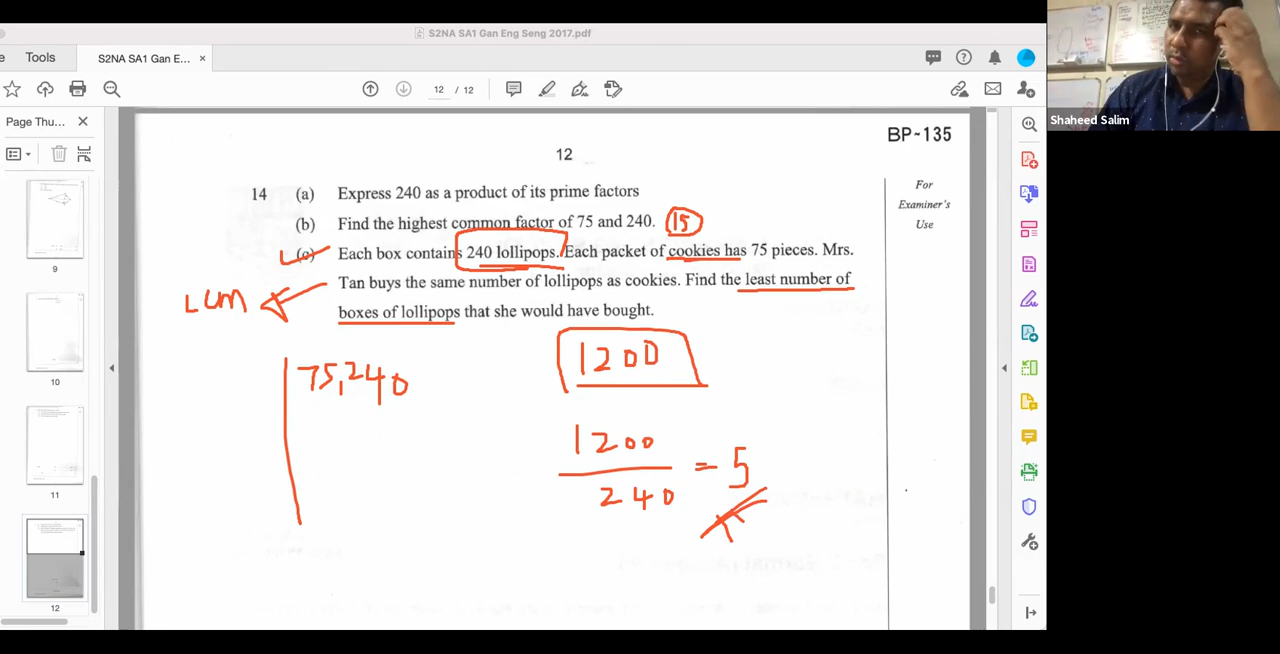 S2NA SA1 Gan Eng Seng 2017.pdf
Tools
S2NA SA1 Gan E... ×
12 / 12
Page Thu...
9
10
11
12
Shaheed Salim
BP-135
12
For
Examiner's
Use
14 (a) Express 240 as a product of its prime factors
(b) Find the highest common factor of 75 and 240. 15
(c) Each box contains 240 lollipops. Each packet of cookies has 75 pieces. Mrs.
Tan buys the same number of lollipops as cookies. Find the least number of
boxes of lollipops that she would have bought.
LCM
75,240
1200
1200
240
= 5